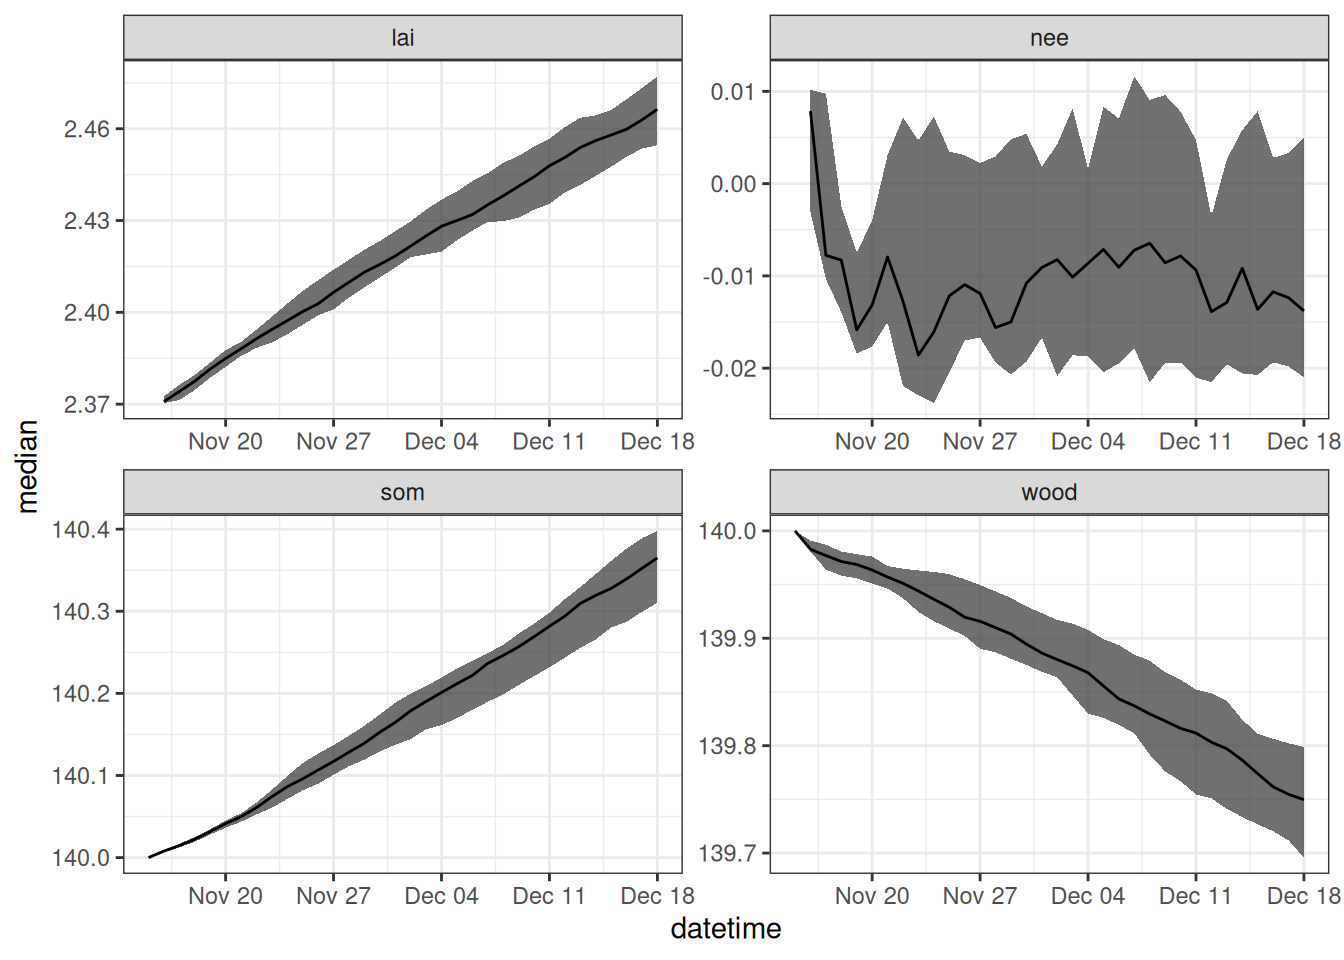 lai
nee
2.46
2.43
2.40
2.37
0.01
0.00
-0.01
-0.02
Nov 20 Nov 27 Dec 04 Dec 11 Dec 18
Nov 20 Nov 27 Dec 04 Dec 11 Dec 18
median
som
wood
140.4
140.3
140.2
140.1
140.0
140.0
139.9
139.8
139.7
Nov 20 Nov 27 Dec 04 Dec 11 Dec 18
Nov 20 Nov 27 Dec 04 Dec 11 Dec 18
datetime